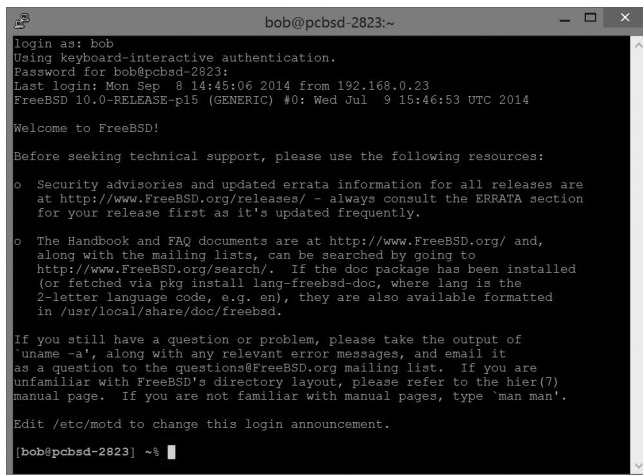 bob@pcbsd-2823:~
login as: bob
Using keyboard-interactive authentication.
Password for bob@pcbsd-2823:
Last login: Mon Sep  8 14:45:06 2014 from 192.168.0.23
FreeBSD 10.0-RELEASE-p15 (GENERIC) #0: Wed Jul  9 15:46:53 UTC 2014
Welcome to FreeBSD!
Before seeking technical support, please use the following resources:
o  Security advisories and updated errata information for all releases are
at http://www.FreeBSD.org/releases/ - always consult the ERRATA section
for your release first as it's updated frequently.
o  The Handbook and FAQ documents are at http://www.FreeBSD.org/ and,
along with the mailing lists, can be searched by going to
http://www.FreeBSD.org/search/.  If the doc package has been installed
(or fetched via pkg install lang-freebsd-doc, where lang is the
2-letter language code, e.g. en), they are also available formatted
in /usr/local/share/doc/freebsd.
If you still have a question or problem, please take the output of
`uname -a', along with any relevant error messages, and email it
as a question to the questions@FreeBSD.org mailing list.  If you are
unfamiliar with FreeBSD's directory layout, please refer to the hier(7)
manual page.  If you are not familiar with manual pages, type `man man'.
Edit /etc/motd to change this login announcement.
[bob@pcbsd-2823] ~%